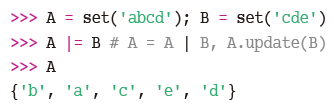 >>> A = set('abcd'); B = set('cde')
>>> A |= B # A = A | B, A.update(B)
>>> A
{'b', 'a', 'c', 'e', 'd'}